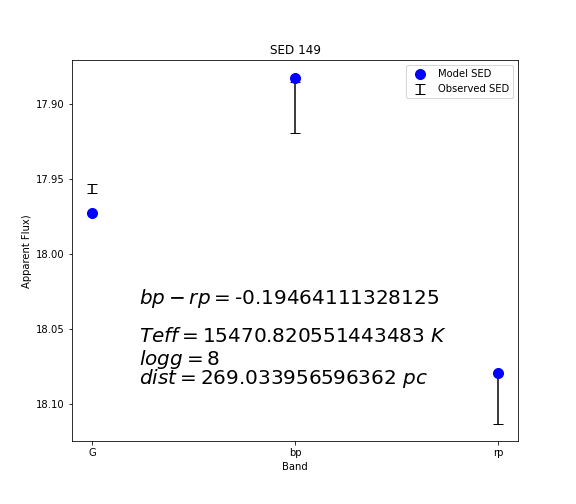 SED 149
Model SED
Observed SED
17.90
17.95
18.00
18.05
18.10
Apparent Flux)
bp − rp = -0.19464111328125
Teff = 15470.820551443483 K
logg = 8
dist = 269.033956596362 pc
G bp rp
Band